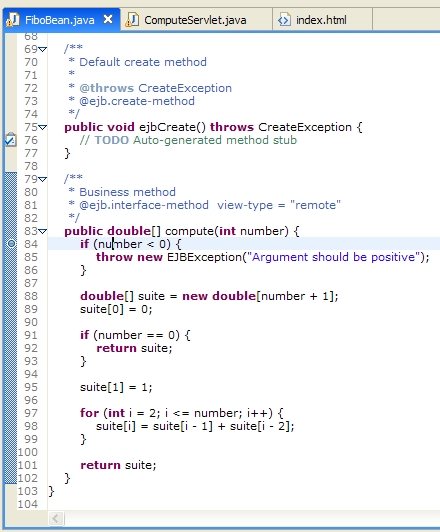 FiboBean.java ComputeServlet.java index.html
68
69 /**
70 * Default create method
71 *
72 * @throws CreateException
73 * @ejb.create-method
74 */
75 public void ejbCreate() throws CreateException {
76 // TODO Auto-generated method stub
77 }
78
79 /**
80 * Business method
81 * @ejb.interface-method  view-type = "remote"
82 */
83 public double[] compute(int number) {
84 if (number < 0) {
85 throw new EJBException("Argument should be positive");
86 }
87
88 double[] suite = new double[number + 1];
89 suite[0] = 0;
90
91 if (number == 0) {
92 return suite;
93 }
94
95 suite[1] = 1;
96
97 for (int i = 2; i <= number; i++) {
98 suite[i] = suite[i - 1] + suite[i - 2];
99 }
100
101 return suite;
102 }
103 }
104